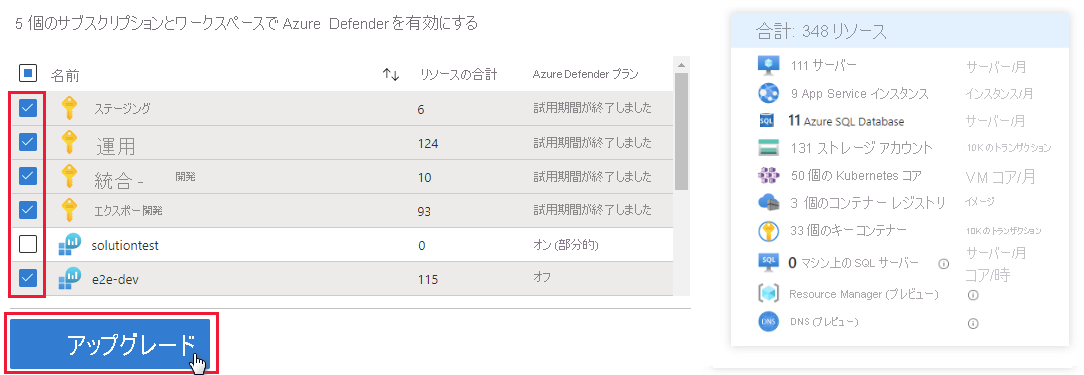 5 個のサブスクリプションとワークスペースで Azure Defender を有効にする
名前 リソースの合計 Azure Defender プラン
ステージング 6 試用期間が終了しました
運用 124 試用期間が終了しました
統合 - 開発 10 試用期間が終了しました
エクスポー開発 93 試用期間が終了しました
solutiontest 0 オン (部分的)
e2e-dev 115 オフ
アップグレード
合計: 348 リソース
111 サーバー サーバー/月
9 App Service インスタンス インスタンス/月
SQL 11 Azure SQL Database サーバー/月
131 ストレージ アカウント 10K のトランザクション
50 個の Kubernetes コア VM コア/月
3 個のコンテナー レジストリ イメージ
33 個のキー コンテナー 10K のトランザクション
SQL 0 マシン上の SQL サーバー サーバー/月
コア/時
Resource Manager (プレビュー)
DNS DNS (プレビュー)